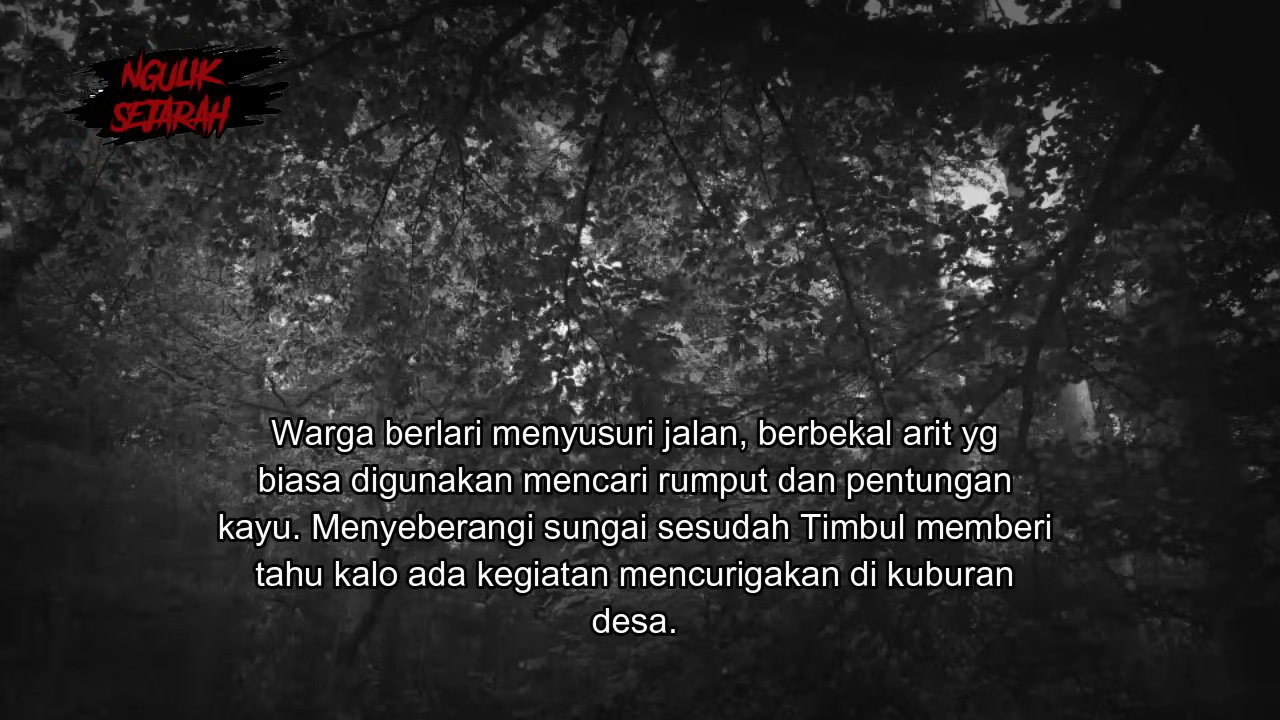 NGULIK
SEJARAH
Warga berlari menyusuri jalan, berbekal arit yg
biasa digunakan mencari rumput dan pentungan
kayu. Menyeberangi sungai sesudah Timbul memberi
tahu kalo ada kegiatan mencurigakan di kuburan
desa.